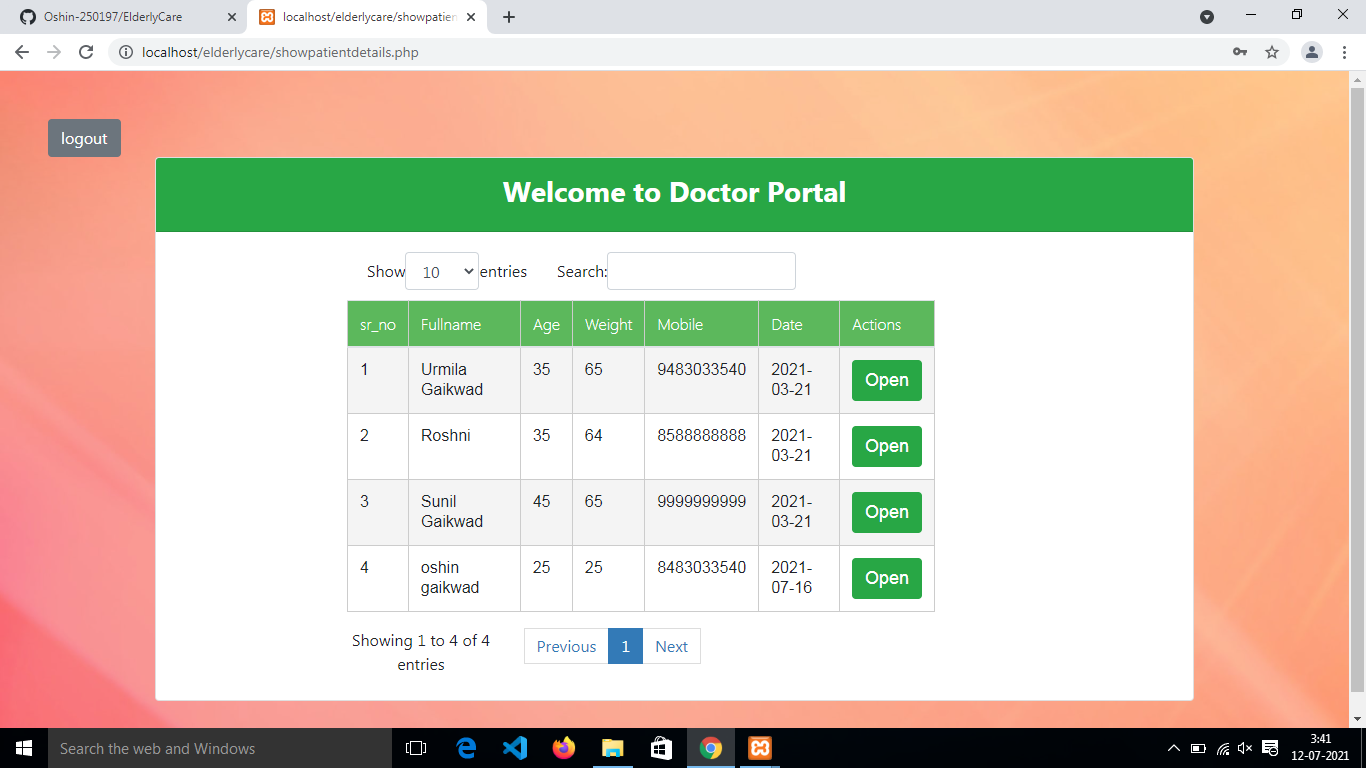 Oshin-250197/ElderlyCare
localhost/elderlycare/showpatien
localhost/elderlycare/showpatientdetails.php
logout
Welcome to Doctor Portal
Show 10 entries Search:
sr_no Fullname Age Weight Mobile Date Actions
1 Urmila 35 65 9483033540 2021- Open
Gaikwad 03-21
2 Roshni 35 64 8588888888 2021- Open
03-21
3 Sunil 45 65 9999999999 2021- Open
Gaikwad 03-21
4 oshin 25 25 8483033540 2021- Open
gaikwad 07-16
Showing 1 to 4 of 4 Previous 1 Next
entries
Search the web and Windows
3:41
12-07-2021